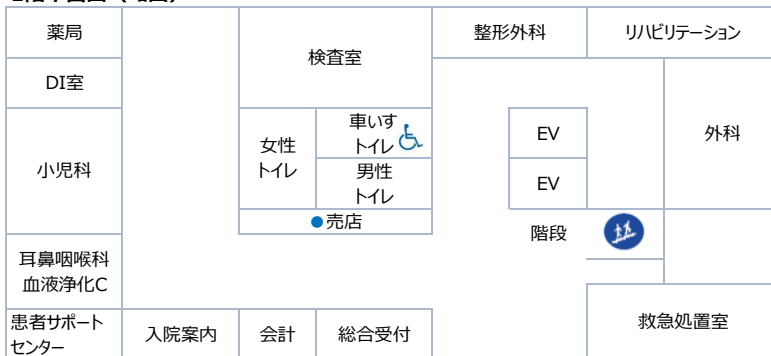 薬局
検査室
整形外科
リハビリテーション
DI室
小児科
女性
トイレ
車いす
トイレ
男性
トイレ
EV
EV
外科
●売店
階段
耳鼻咽喉科
血液浄化C
患者サポート
センター
入院案内
会計
総合受付
救急処置室